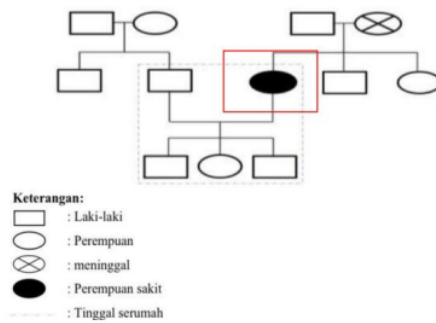 Keterangan:
: Laki-laki
: Perempuan
: meninggal
: Perempuan sakit
: Tinggal serumah